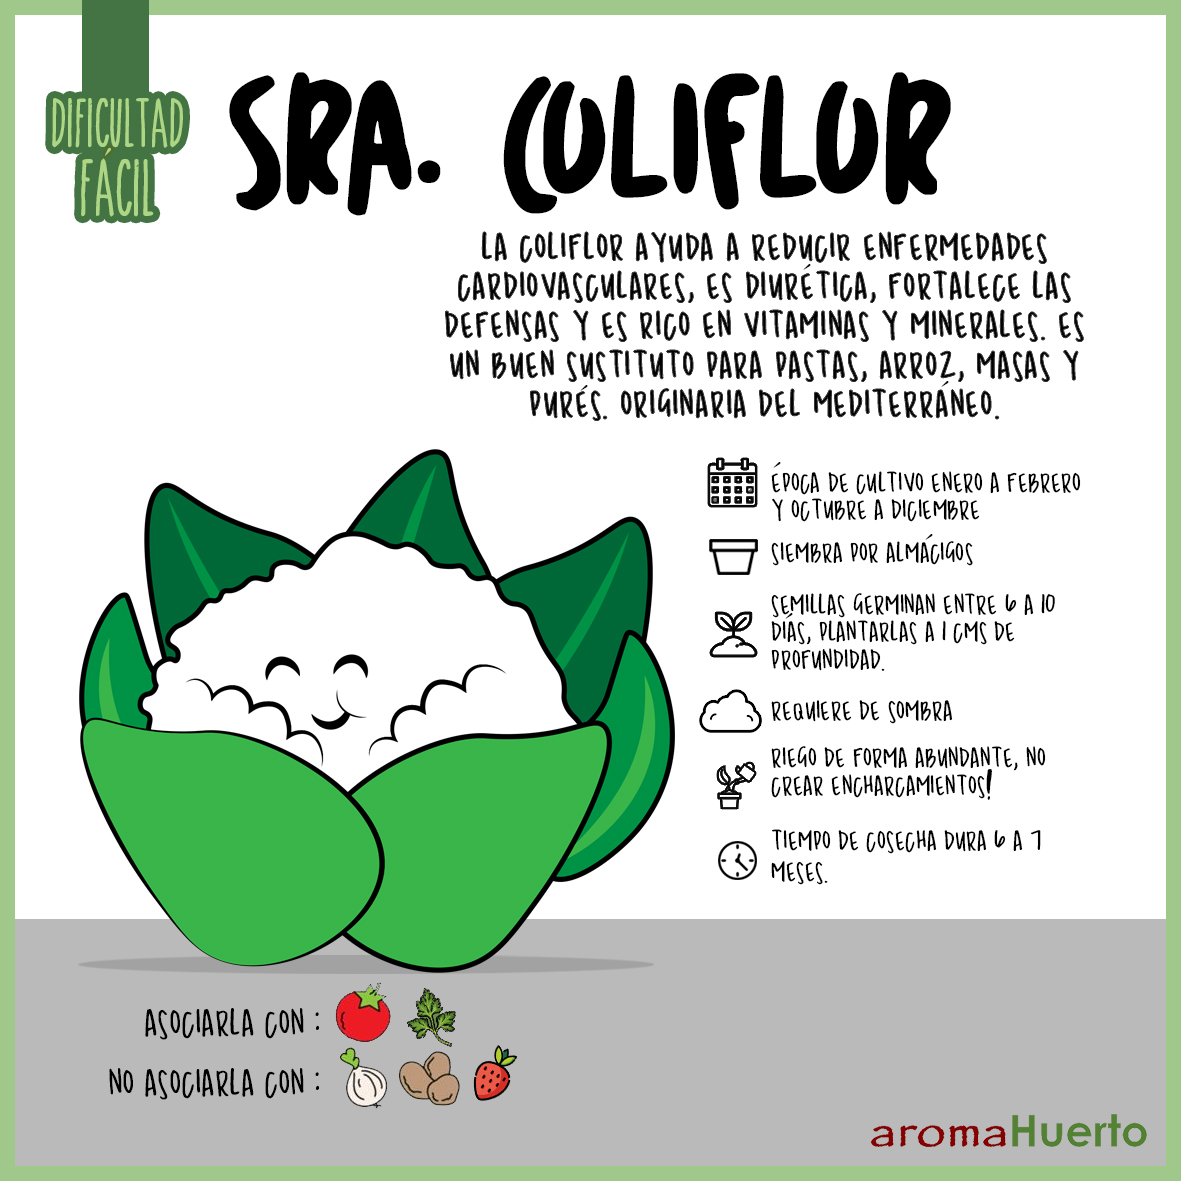 DIFICULTAD
FÁCIL
SRA. COLIFLOR
LA COLIFLOR AYUDA A REDUCIR ENFERMEDADES
CARDIOVASCULARES, ES DIURÉTICA, FORTALECE LAS
DEFENSAS Y ES RICO EN VITAMINAS Y MINERALES. ES
UN BUEN SUSTITUTO PARA PASTAS, ARROZ, MASAS Y
PURÉS. ORIGINARIA DEL MEDITERRÁNEO.
ÉPOCA DE CULTIVO ENERO A FEBRERO
Y OCTUBRE A DICIEMBRE
SIEMBRA POR ALMÁCIGOS
SEMILLAS GERMINAN ENTRE 6 A 10
DÍAS, PLANTARLAS A 1 CMS DE
PROFUNDIDAD.
REQUIERE DE SOMBRA
RIEGO DE FORMA ABUNDANTE, NO
CREAR ENCHARCAMIENTOS!
TIEMPO DE COSECHA DURA 6 A 7
MESES.
ASOCIARLA CON :
NO ASOCIARLA CON :
aromaHuerto